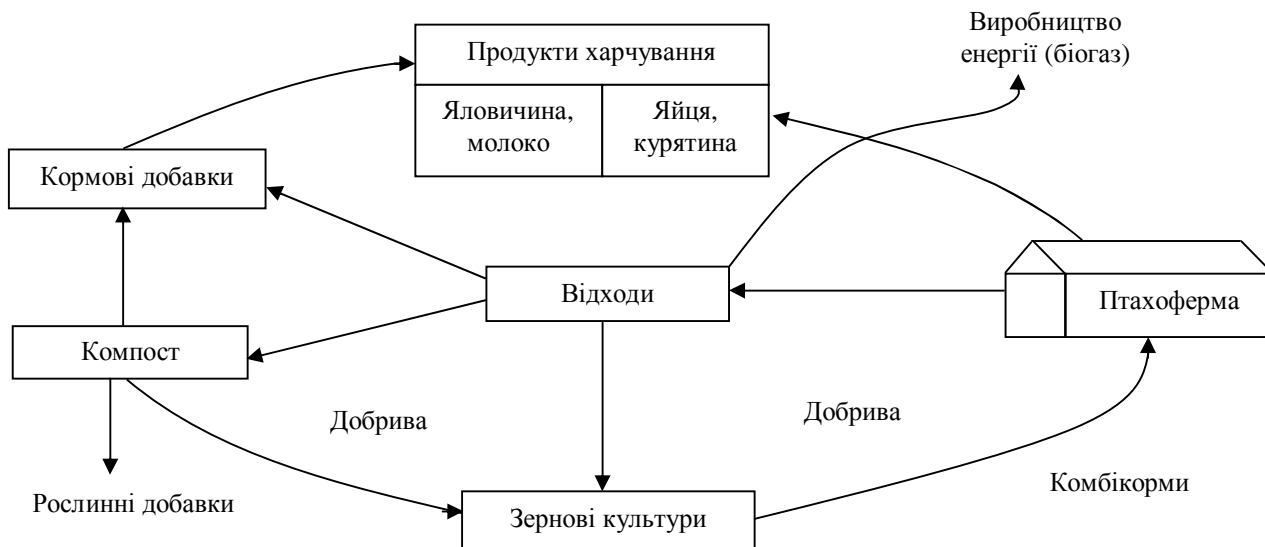 Виробництво
енергії (біогаз)
Продукти харчування
Яловичина,
молоко
Яйця,
курятина
Кормові добавки
Відходи
Птахоферма
Компост
Добрива
Добрива
Рослинні добавки
Зернові культури
Комбікорми